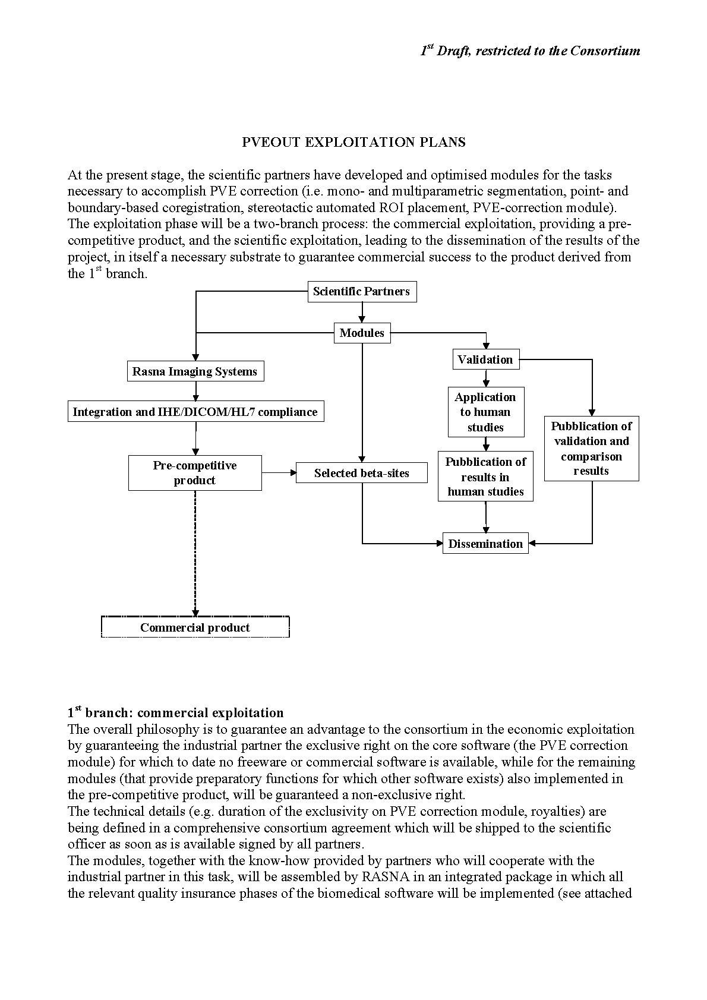 1st Draft, restricted to the Consortium
PVEOUT EXPLOITATION PLANS
At the present stage, the scientific partners have developed and optimised modules for the tasks
necessary to accomplish PVE correction (i.e. mono- and multiparametric segmentation, point- and
boundary-based coregistration, stereotactic automated ROI placement, PVE-correction module).
The exploitation phase will be a two-branch process: the commercial exploitation, providing a pre-
competitive product, and the scientific exploitation, leading to the dissemination of the results of the
project, in itself a necessary substrate to guarantee commercial success to the product derived from
the 1st branch.
Scientific Partners
Modules
Validation
Rasna Imaging Systems
Application
to human
studies
Integration and IHE/DICOM/HL7 compliance
Pubblication of
validation and
comparison
results
Pre-competitive
product
Selected beta-sites
Pubblication of
results in
human studies
Dissemination
Commercial product
1st branch: commercial exploitation
The overall philosophy is to guarantee an advantage to the consortium in the economic exploitation
by guaranteeing the industrial partner the exclusive right on the core software (the PVE correction
module) for which to date no freeware or commercial software is available, while for the remaining
modules (that provide preparatory functions for which other software exists) also implemented in
the pre-competitive product, will be guaranteed a non-exclusive right.
The technical details (e.g. duration of the exclusivity on PVE correction module, royalties) are
being defined in a comprehensive consortium agreement which will be shipped to the scientific
officer as soon as is available signed by all partners.
The modules, together with the know-how provided by partners who will cooperate with the
industrial partner in this task, will be assembled by RASNA in an integrated package in which all
the relevant quality insurance phases of the biomedical software will be implemented (see attached